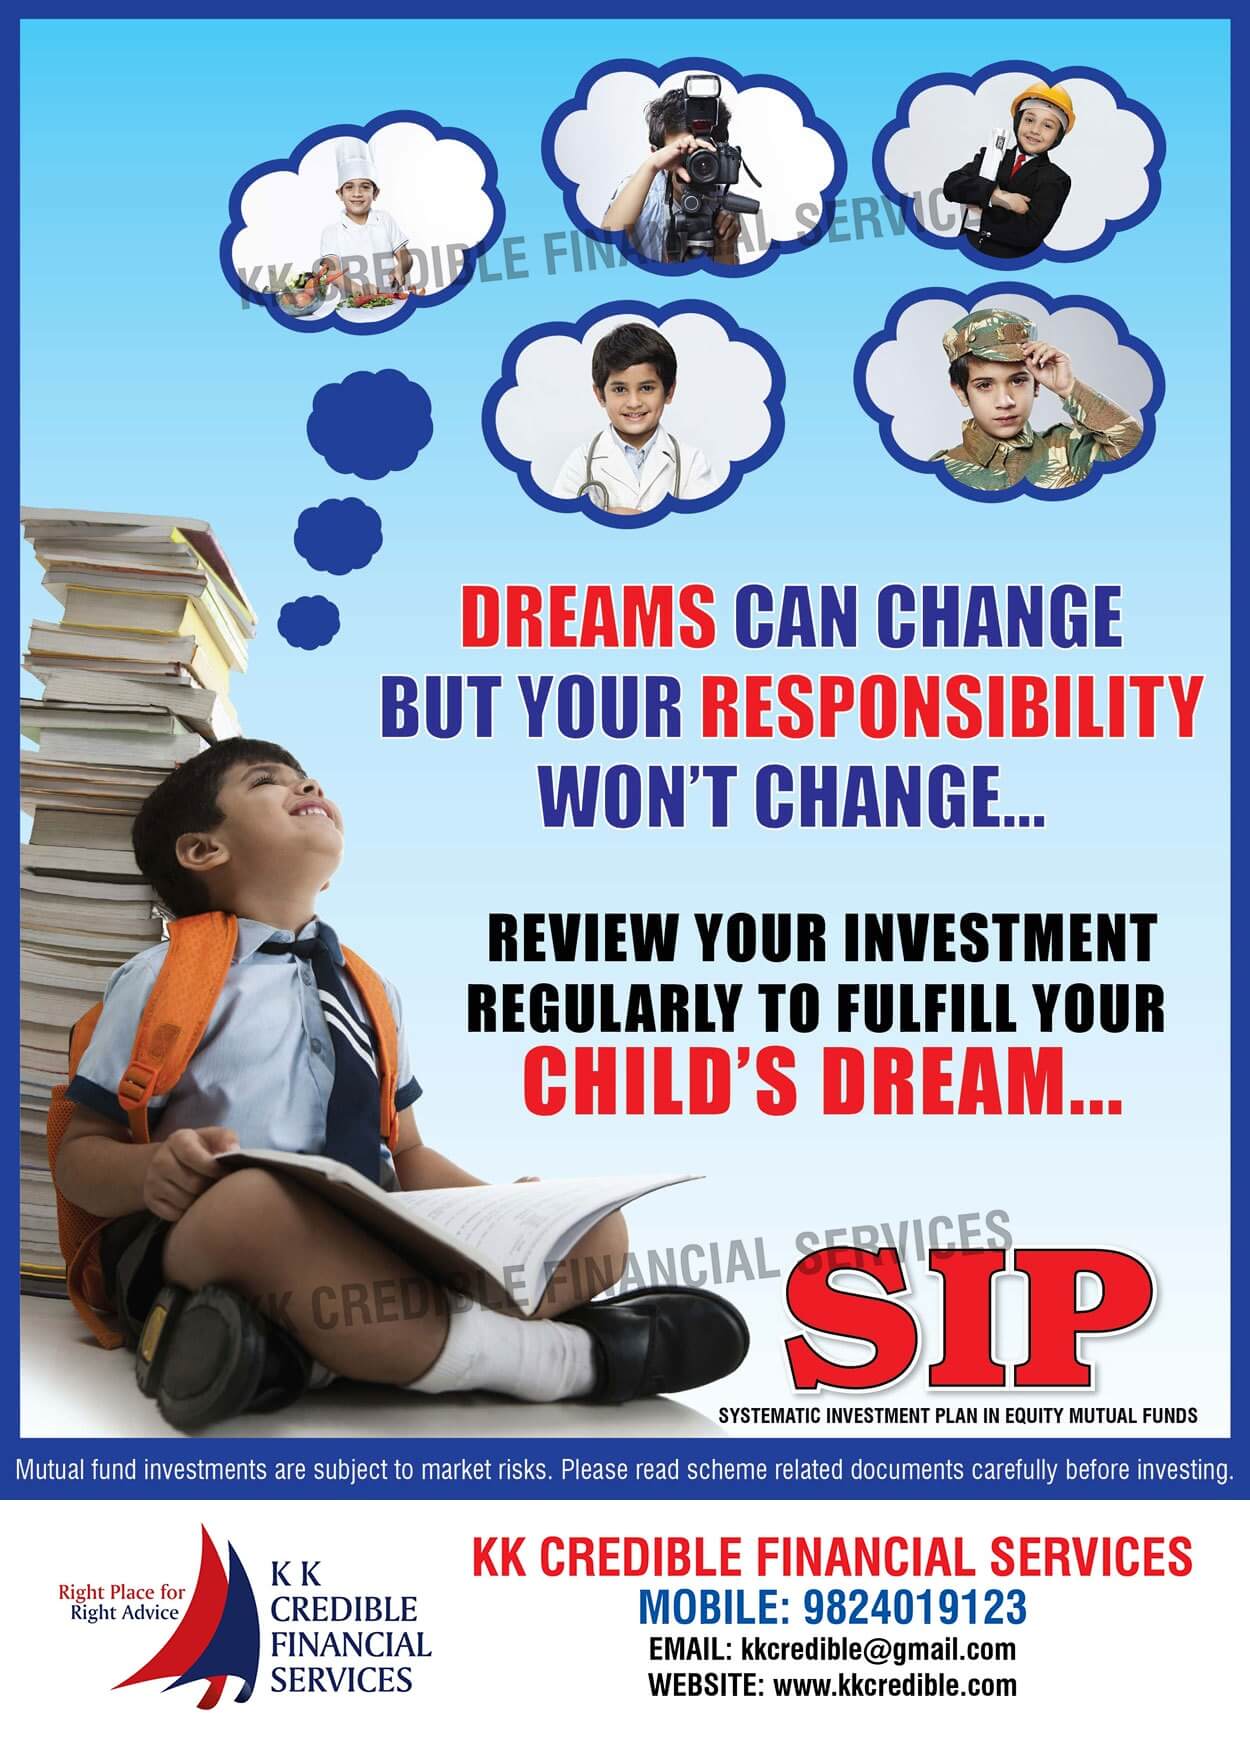 KK CREDIBLE FINANCIAL SERVICES
DREAMS CAN CHANGE
BUT YOUR RESPONSIBILITY
WON'T CHANGE...
REVIEW YOUR INVESTMENT
REGULARLY TO FULFILL YOUR
CHILD'S DREAM...
KK CREDIBLE FINANCIAL SERVICES
SIP
SYSTEMATIC INVESTMENT PLAN IN EQUITY MUTUAL FUNDS
Mutual fund investments are subject to market risks. Please read scheme related documents carefully before investing.
Right Place for
Right Advice
K K
CREDIBLE
FINANCIAL
SERVICES
KK CREDIBLE FINANCIAL SERVICES
MOBILE: 9824019123
EMAIL: kkcredible@gmail.com
WEBSITE: www.kkcredible.com